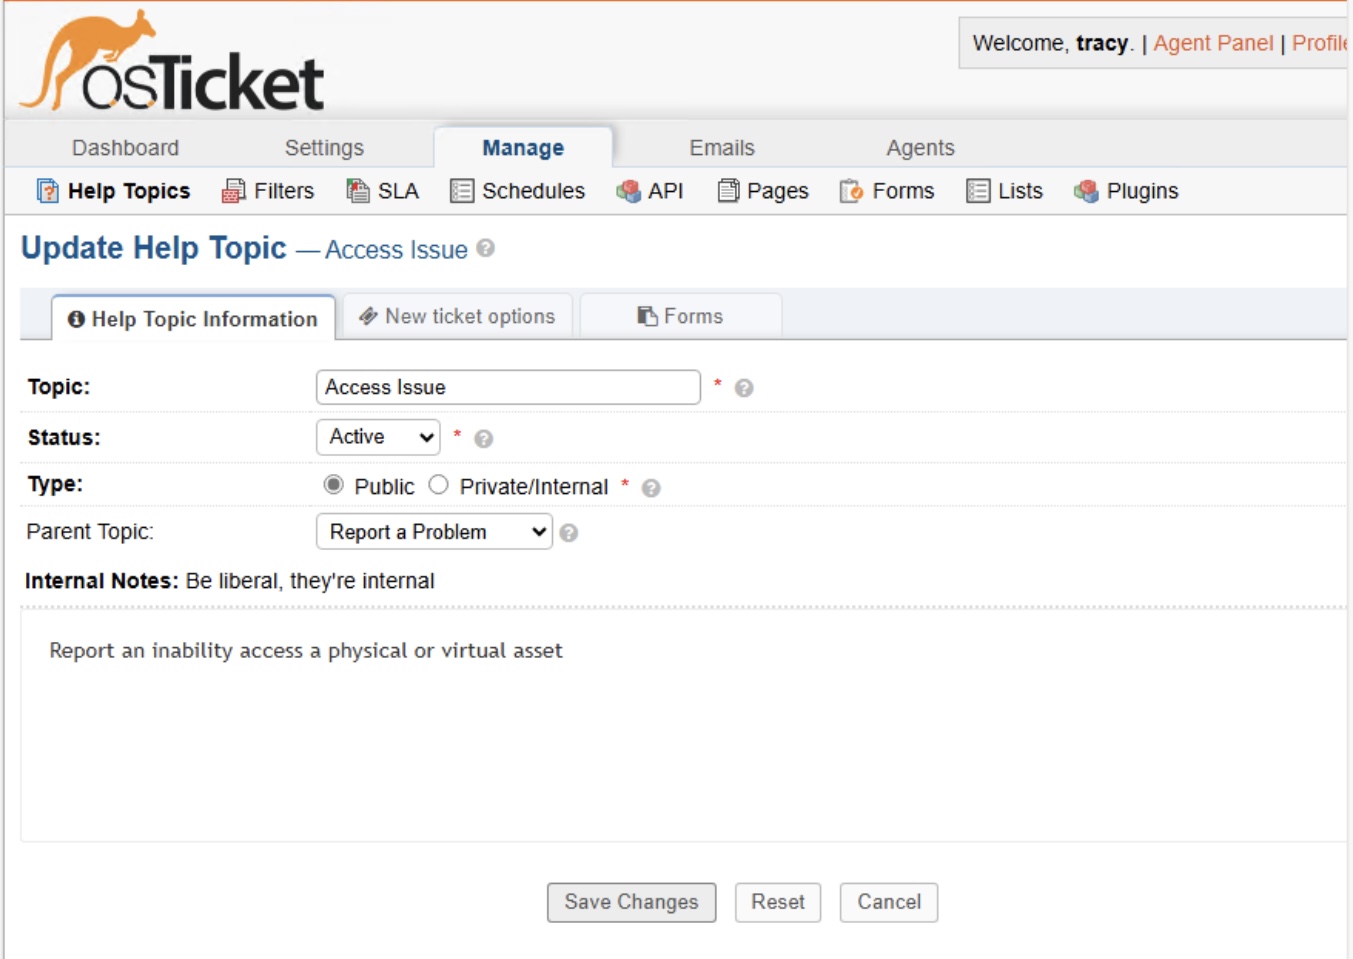 osTicket
Welcome, tracy. | Agent Panel | Profile
Dashboard Settings Manage Emails Agents
Help Topics Filters SLA Schedules API Pages Forms Lists Plugins
Update Help Topic — Access Issue
Help Topic Information New ticket options Forms
Topic: Access Issue *
Status: Active *
Type: Public Private/Internal *
Parent Topic: Report a Problem
Internal Notes: Be liberal, they're internal
Report an inability access a physical or virtual asset
Save Changes Reset Cancel